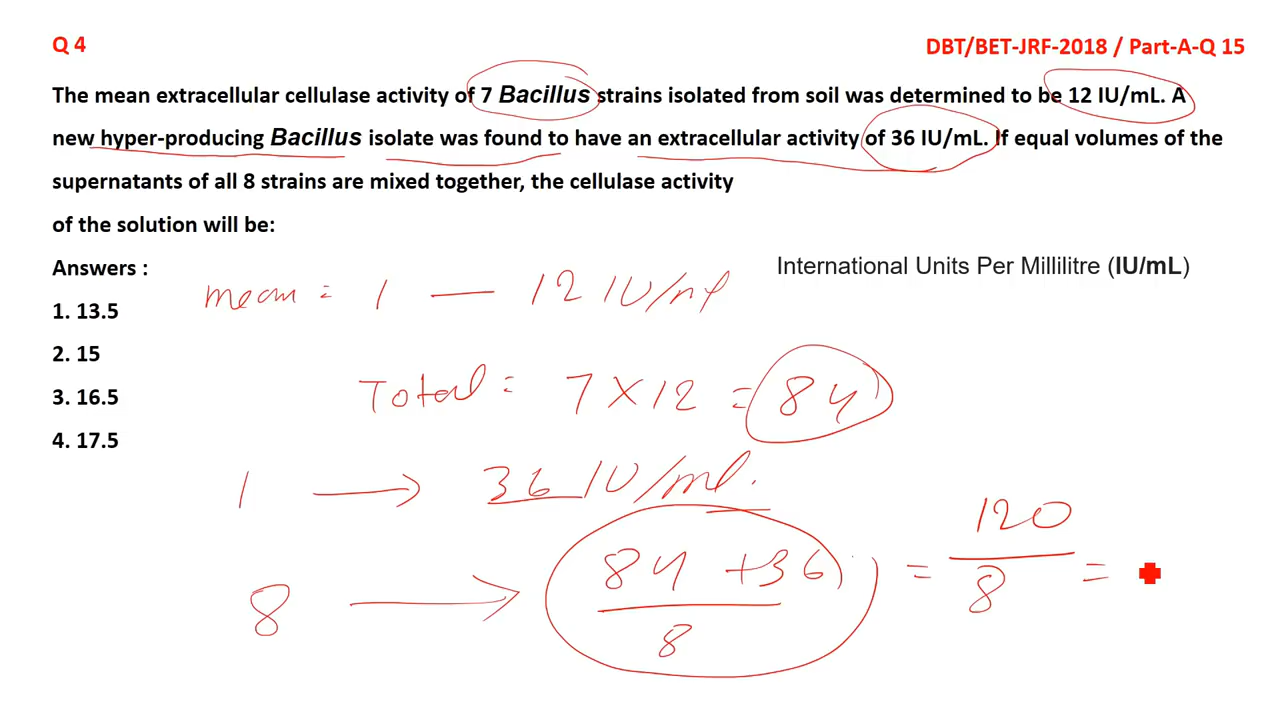 Q 4
DBT/BET-JRF-2018 / Part-A-Q 15
The mean extracellular cellulase activity of 7 Bacillus strains isolated from soil was determined to be 12 IU/mL. A
new hyper-producing Bacillus isolate was found to have an extracellular activity of 36 IU/mL. If equal volumes of the
supernatants of all 8 strains are mixed together, the cellulase activity
of the solution will be:
Answers :
International Units Per Millilitre (IU/mL)
mean = 1 — 12 IU/ml
1. 13.5
2. 15
3. 16.5
Total = 7 X 12 = 84
4. 17.5
1 → 36 IU/ml.
8 → 84 + 36 / 8 = 120 / 8 =